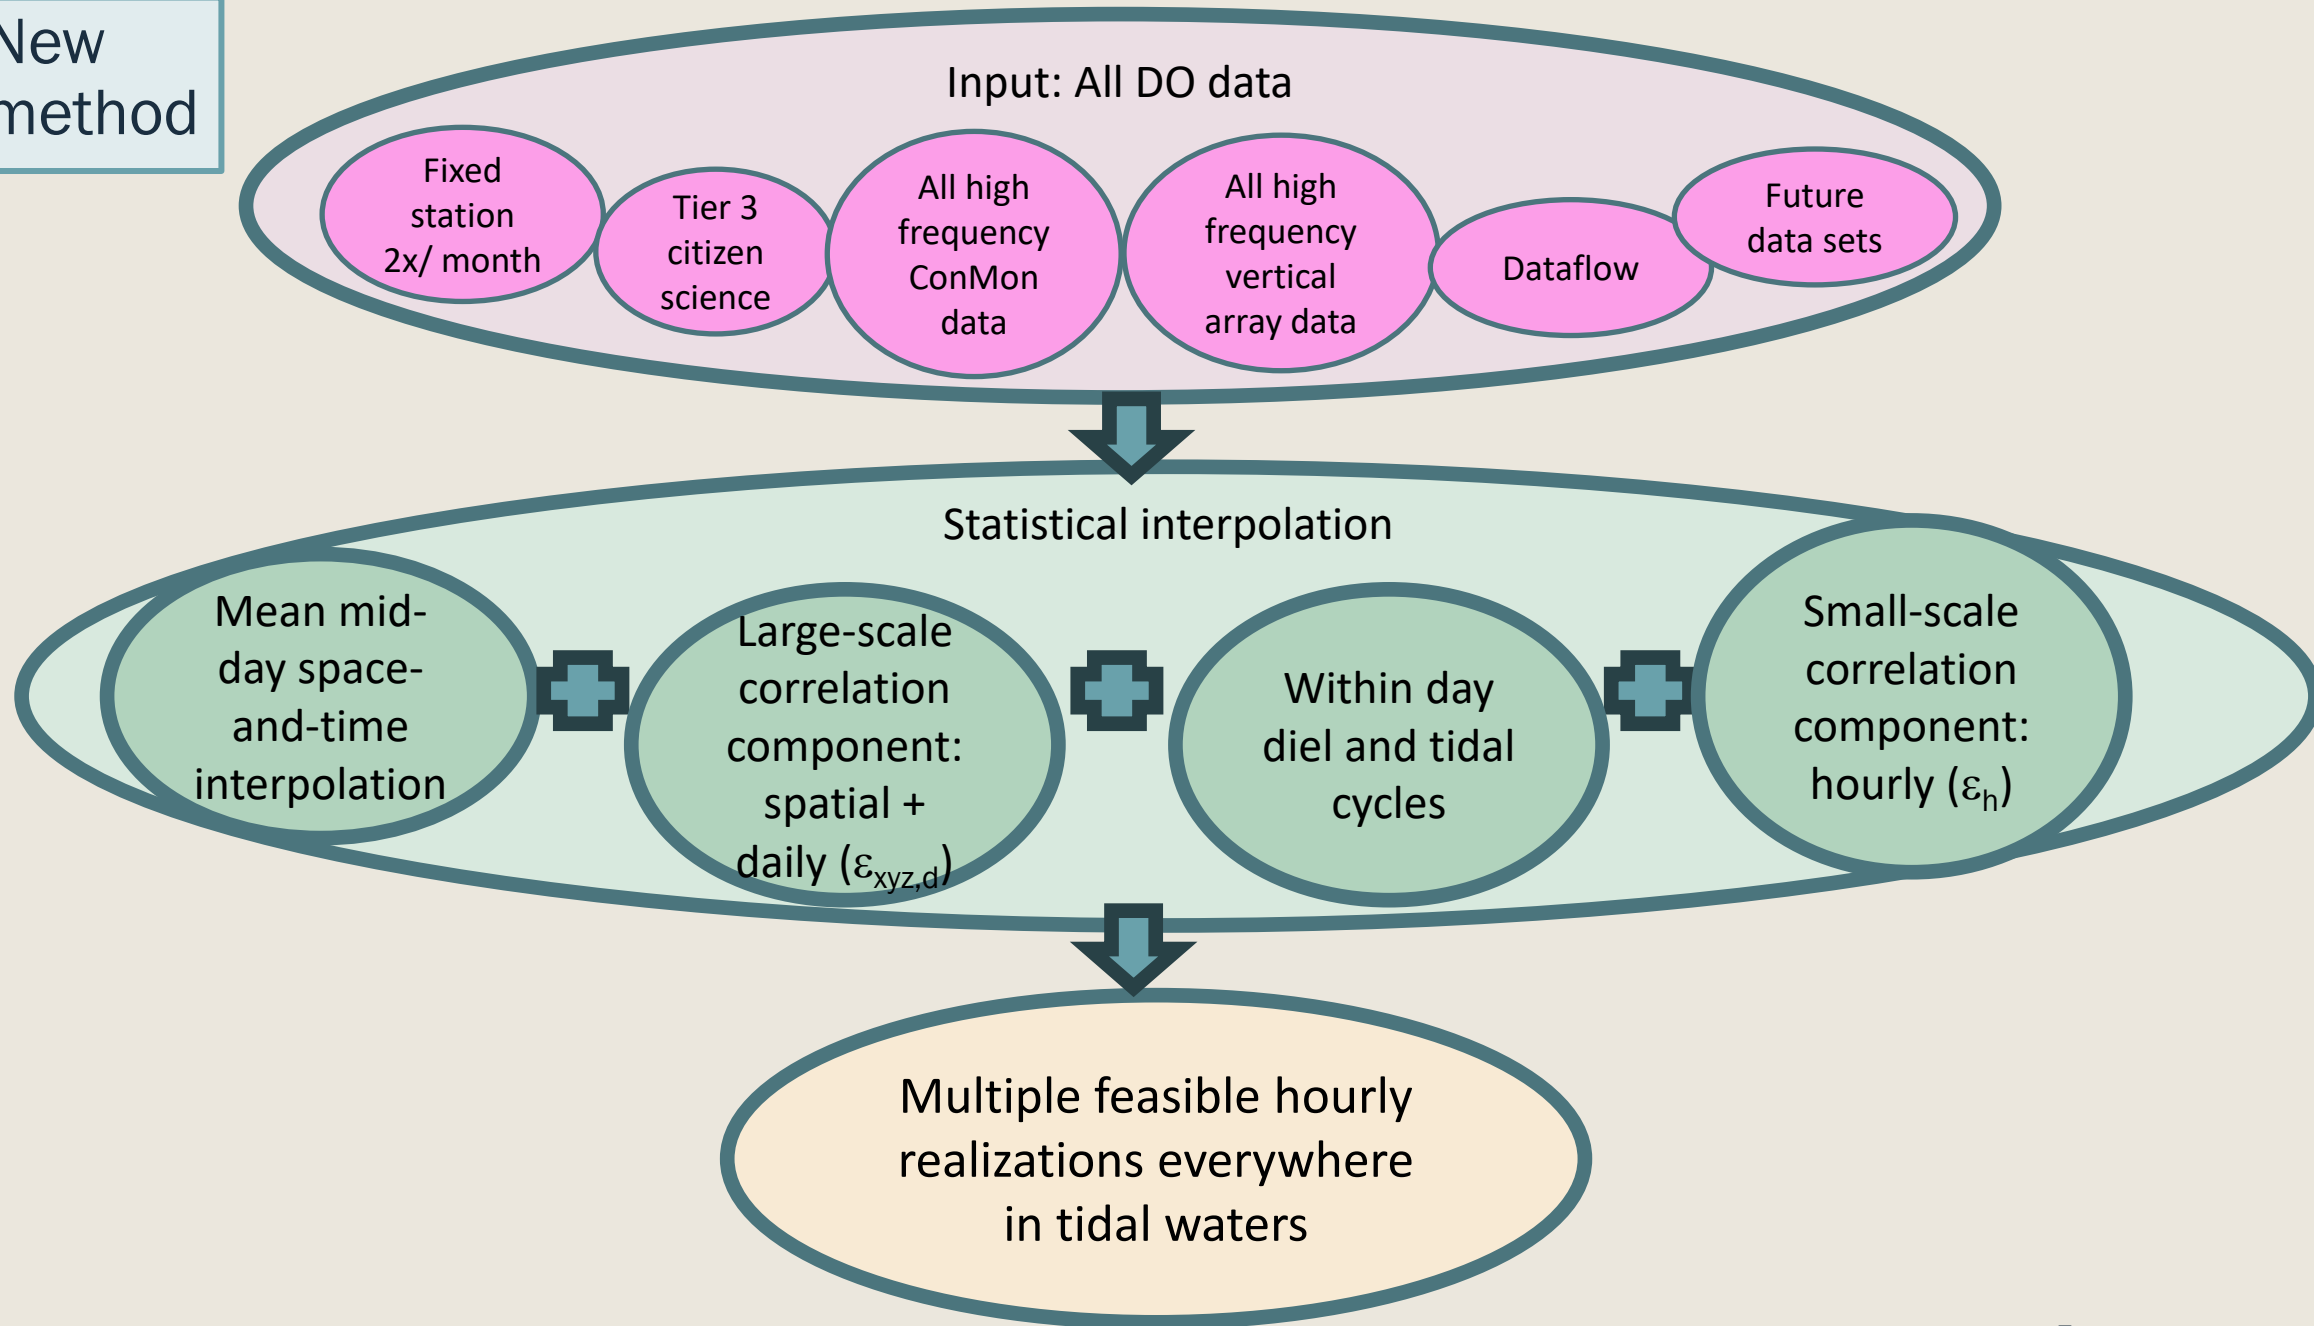 New
method
Input: All DO data
Fixed
station
2x/ month
Tier 3
citizen
science
All high
frequency
ConMon
data
All high
frequency
vertical
array data
Dataflow
Future
data sets
Statistical interpolation
Mean mid-
day space-
and-time
interpolation
Large-scale
correlation
component:
spatial +
daily (εxyz,d)
Within day
diel and tidal
cycles
Small-scale
correlation
component:
hourly (εh)
Multiple feasible hourly
realizations everywhere
in tidal waters